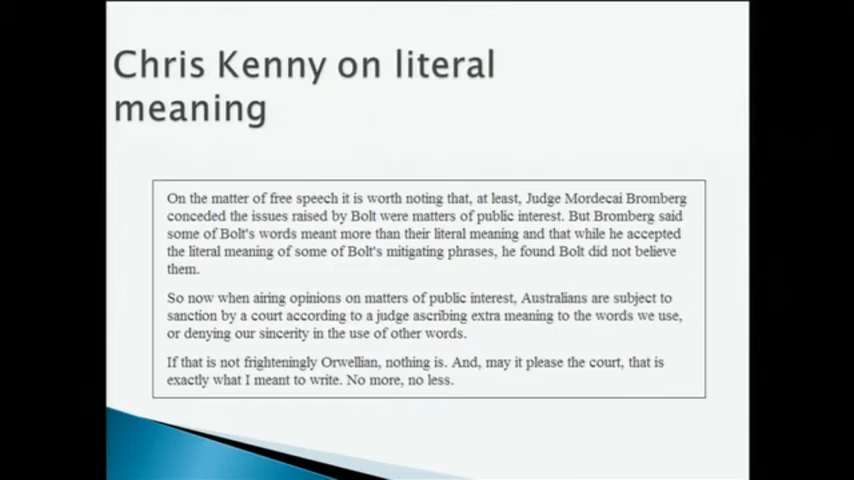 Chris Kenny on literal
meaning
On the matter of free speech it is worth noting that, at least, Judge Mordecai Bromberg
conceded the issues raised by Bolt were matters of public interest. But Bromberg said
some of Bolt's words meant more than their literal meaning and that while he accepted
the literal meaning of some of Bolt's mitigating phrases, he found Bolt did not believe
them.
So now when airing opinions on matters of public interest, Australians are subject to
sanction by a court according to a judge ascribing extra meaning to the words we use,
or denying our sincerity in the use of other words.
If that is not frighteningly Orwellian, nothing is. And, may it please the court, that is
exactly what I meant to write. No more, no less.